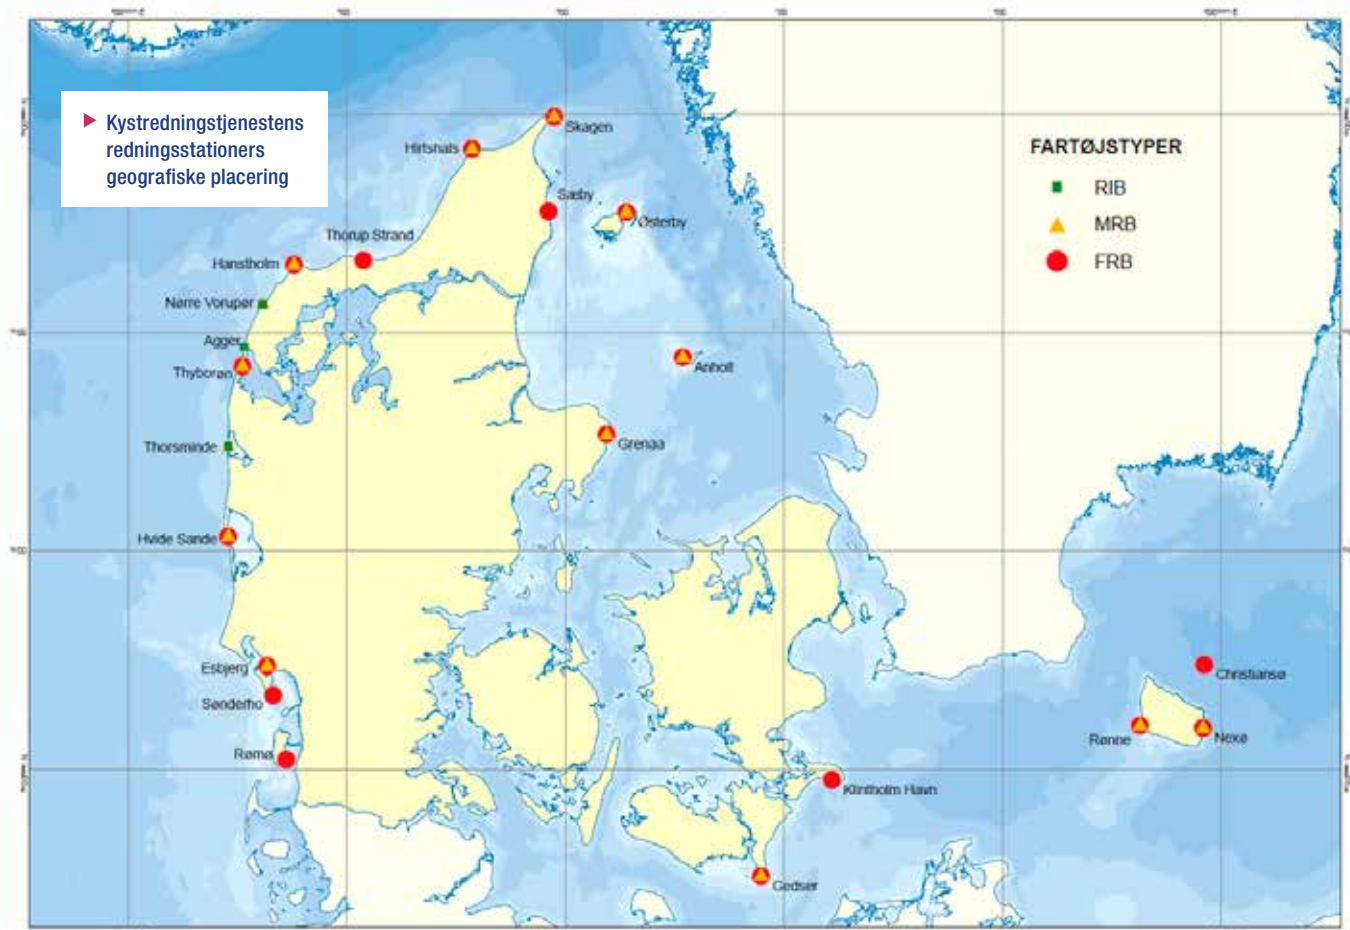 Kystredningstjenestens
redningsstationers
geografiske placering
FARTØJSTYPER
RIB
MRB
FRB
Skagen
Hirtshals
Sæby
Østerby
Thorup Strand
Hanstholm
Nørre Vorupør
Agger
Thyborøn
Anholt
Grenaa
Thorsminde
Hvide Sande
Esbjerg
Sønderho
Rømø
Christiansø
Rønne
Nexø
Klintholm Havn
Gedser